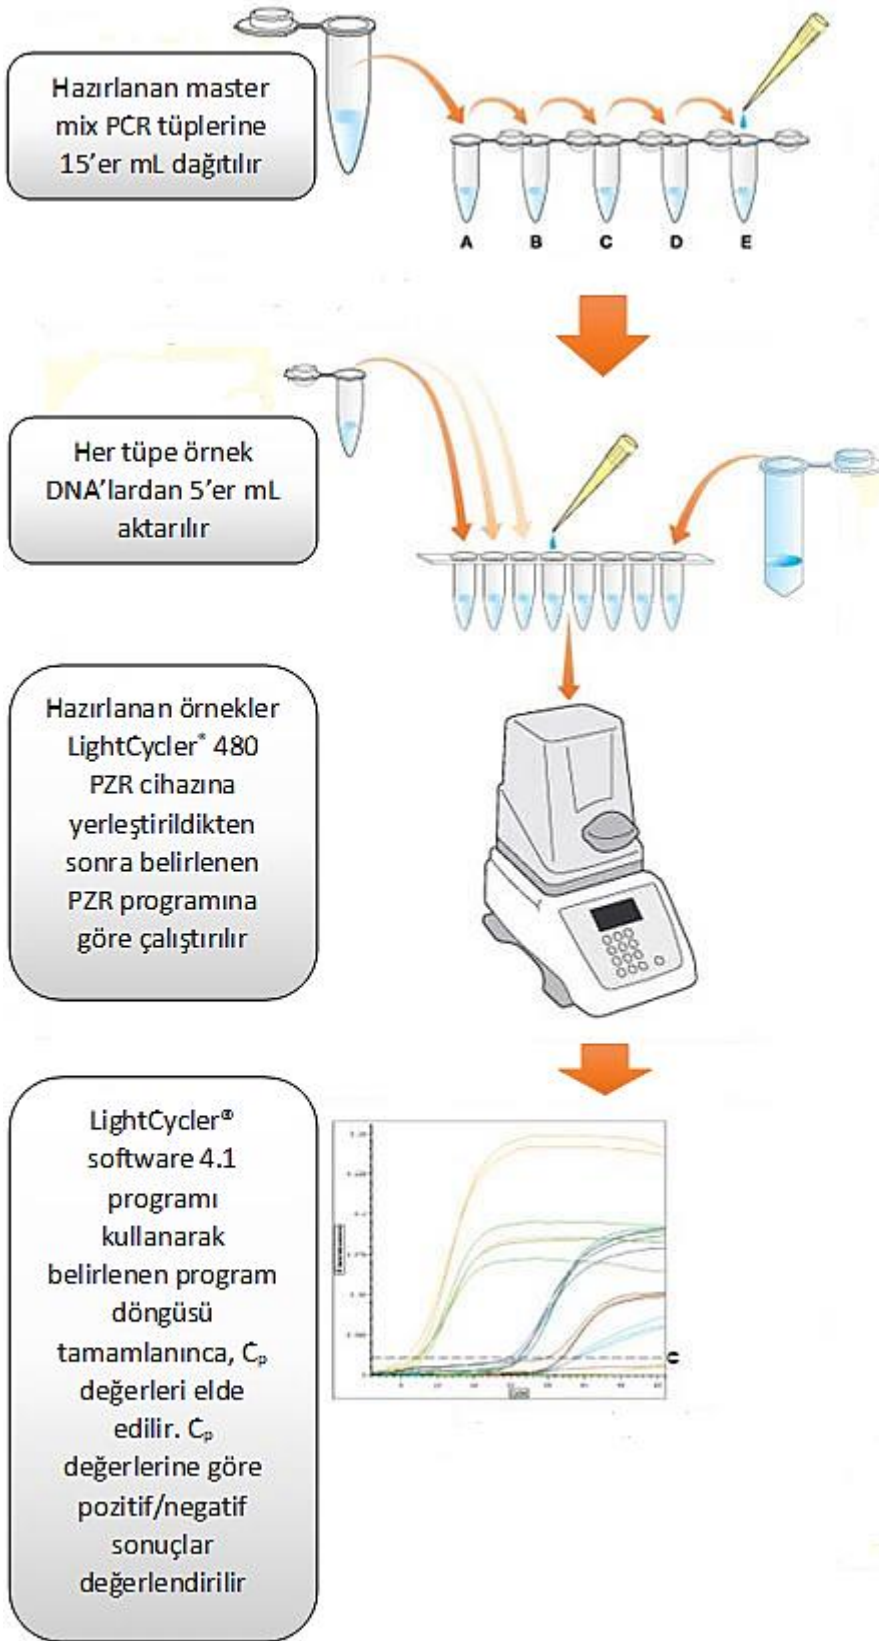 Hazırlanan master
mix PCR tüplerine
15'er mL dağıtılır
A B C D E
Her tüpe örnek
DNA'lardan 5'er mL
aktarılır
Hazırlanan örnekler
LightCycler® 480
PZR cihazına
yerleştirildikten
sonra belirlenen
PZR programına
göre çalıştırılır
LightCycler®
software 4.1
programı
kullanarak
belirlenen program
döngüsü
tamamlanınca, Cₚ
değerleri elde
edilir. Cₚ
değerlerine göre
pozitif/negatif
sonuçlar
değerlendirilir